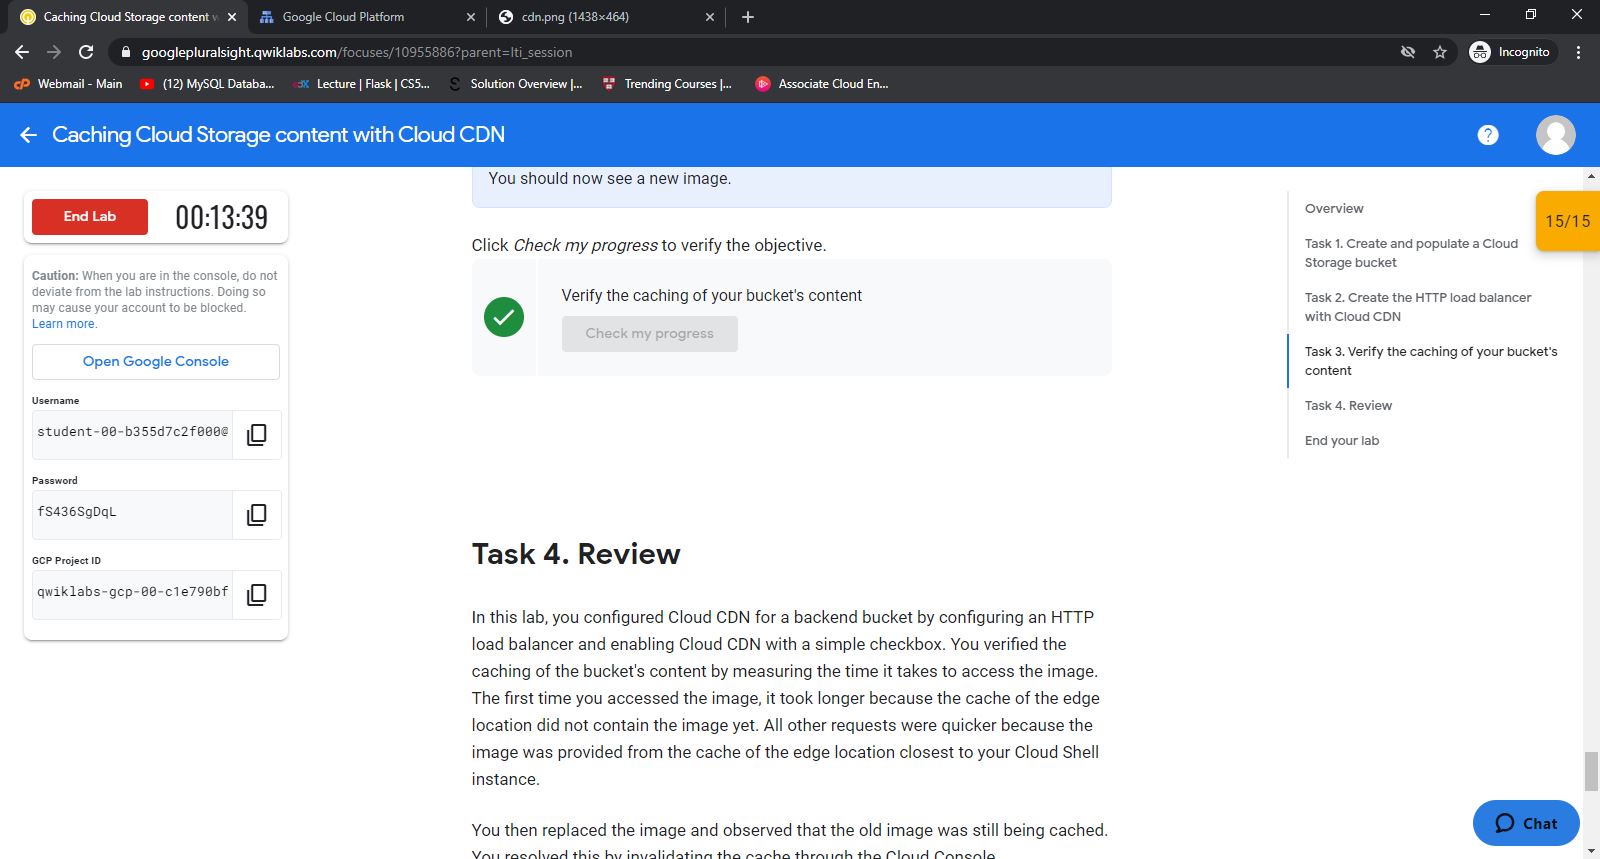 Caching Cloud Storage content w
Google Cloud Platform
cdn.png (1438×464)
googlepluralsight.qwiklabs.com/focuses/10955886?parent=lti_session
Incognito
Webmail - Main
(12) MySQL Databa...
Lecture | Flask | CS5...
Solution Overview |...
Trending Courses |...
Associate Cloud En...
Caching Cloud Storage content with Cloud CDN
End Lab
00:13:39
Caution: When you are in the console, do not
deviate from the lab instructions. Doing so
may cause your account to be blocked.
Learn more.
Open Google Console
Username
student-00-b355d7c2f000@
Password
fS436SgDqL
GCP Project ID
qwiklabs-gcp-00-c1e790bf
You should now see a new image.
Click Check my progress to verify the objective.
Verify the caching of your bucket's content
Check my progress
Task 4. Review
In this lab, you configured Cloud CDN for a backend bucket by configuring an HTTP
load balancer and enabling Cloud CDN with a simple checkbox. You verified the
caching of the bucket's content by measuring the time it takes to access the image.
The first time you accessed the image, it took longer because the cache of the edge
location did not contain the image yet. All other requests were quicker because the
image was provided from the cache of the edge location closest to your Cloud Shell
instance.
You then replaced the image and observed that the old image was still being cached.
You resolved this by invalidating the cache through the Cloud Console.
Overview
Task 1. Create and populate a Cloud
Storage bucket
Task 2. Create the HTTP load balancer
with Cloud CDN
Task 3. Verify the caching of your bucket's
content
Task 4. Review
End your lab
15/15
Chat